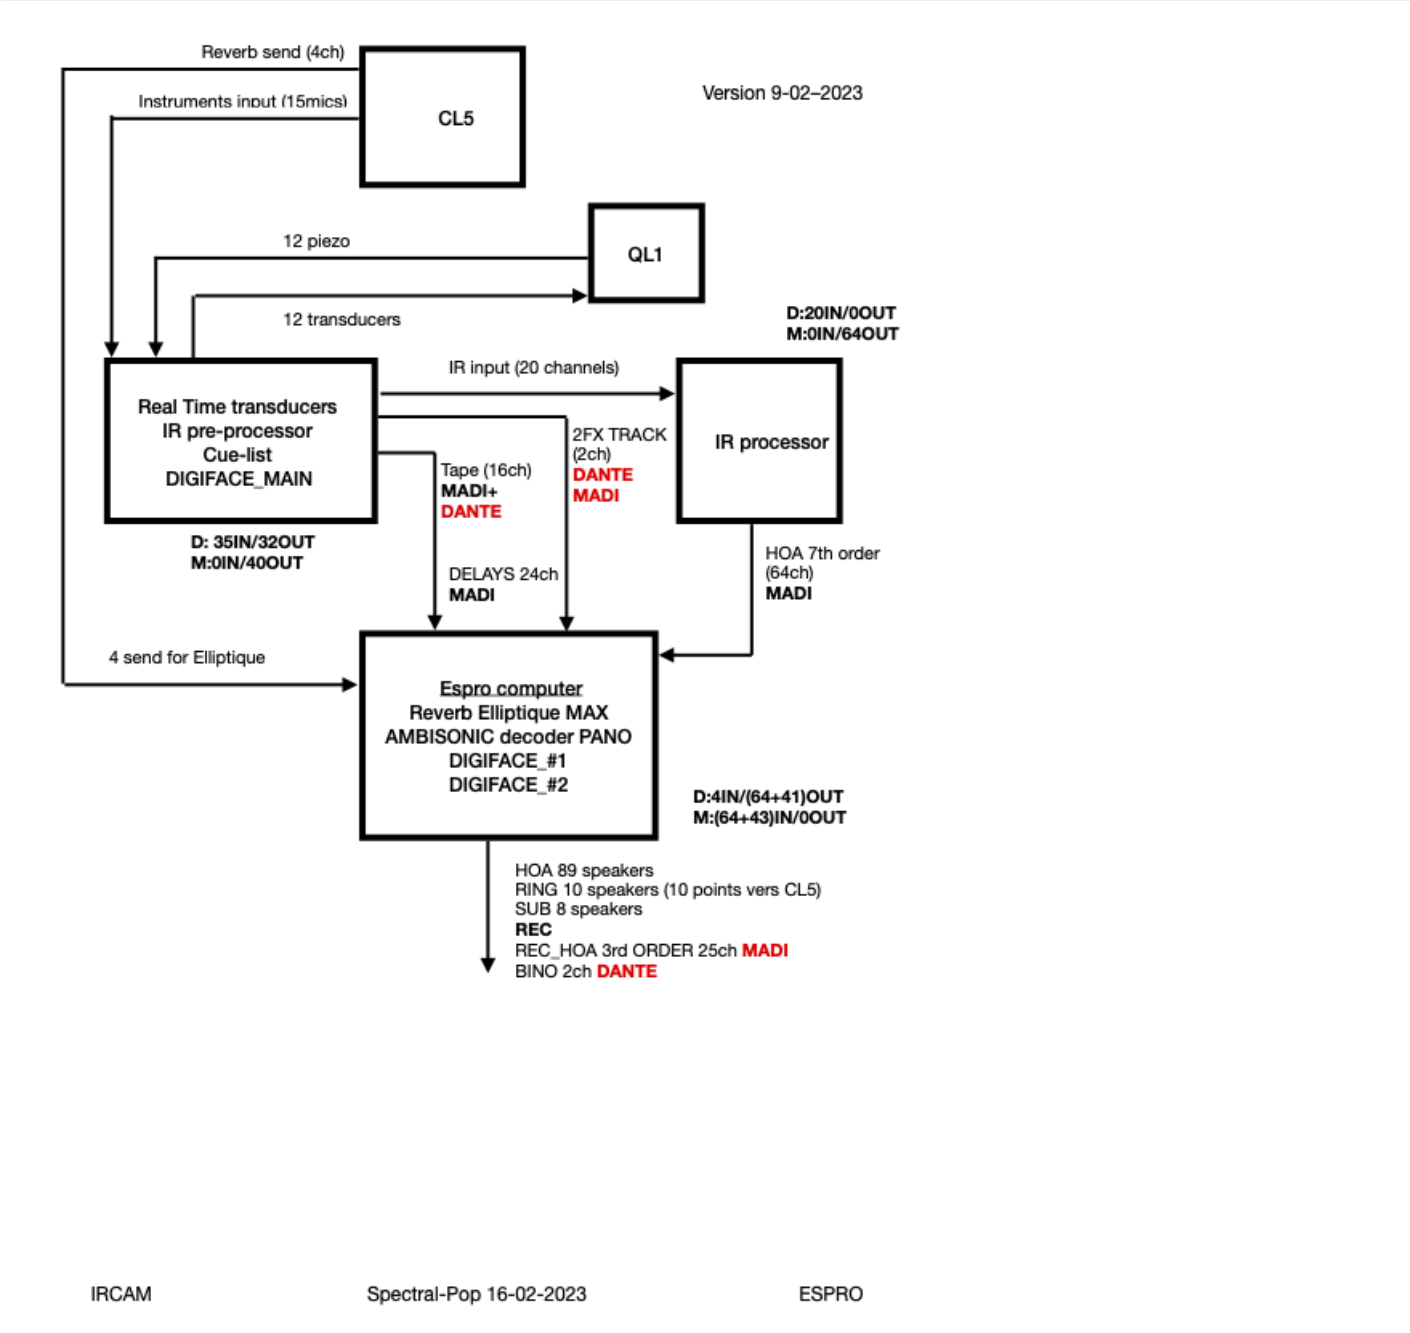 Reverb send (4ch)
Instruments input (15mics)
CL5
Version 9-02–2023
12 piezo
QL1
12 transducers
D:20IN/0OUT
M:0IN/64OUT
IR input (20 channels)
Real Time transducers
IR pre-processor
Cue-list
DIGIFACE_MAIN
2FX TRACK
(2ch)
DANTE
MADI
IR processor
Tape (16ch)
MADI+
DANTE
D: 35IN/32OUT
M:0IN/40OUT
DELAYS 24ch
MADI
HOA 7th order
(64ch)
MADI
4 send for Elliptique
Espro computer
Reverb Elliptique MAX
AMBISONIC decoder PANO
DIGIFACE_#1
DIGIFACE_#2
D:4IN/(64+41)OUT
M:(64+43)IN/0OUT
HOA 89 speakers
RING 10 speakers (10 points vers CL5)
SUB 8 speakers
REC
REC_HOA 3rd ORDER 25ch MADI
BINO 2ch DANTE
IRCAM
Spectral-Pop 16-02-2023
ESPRO